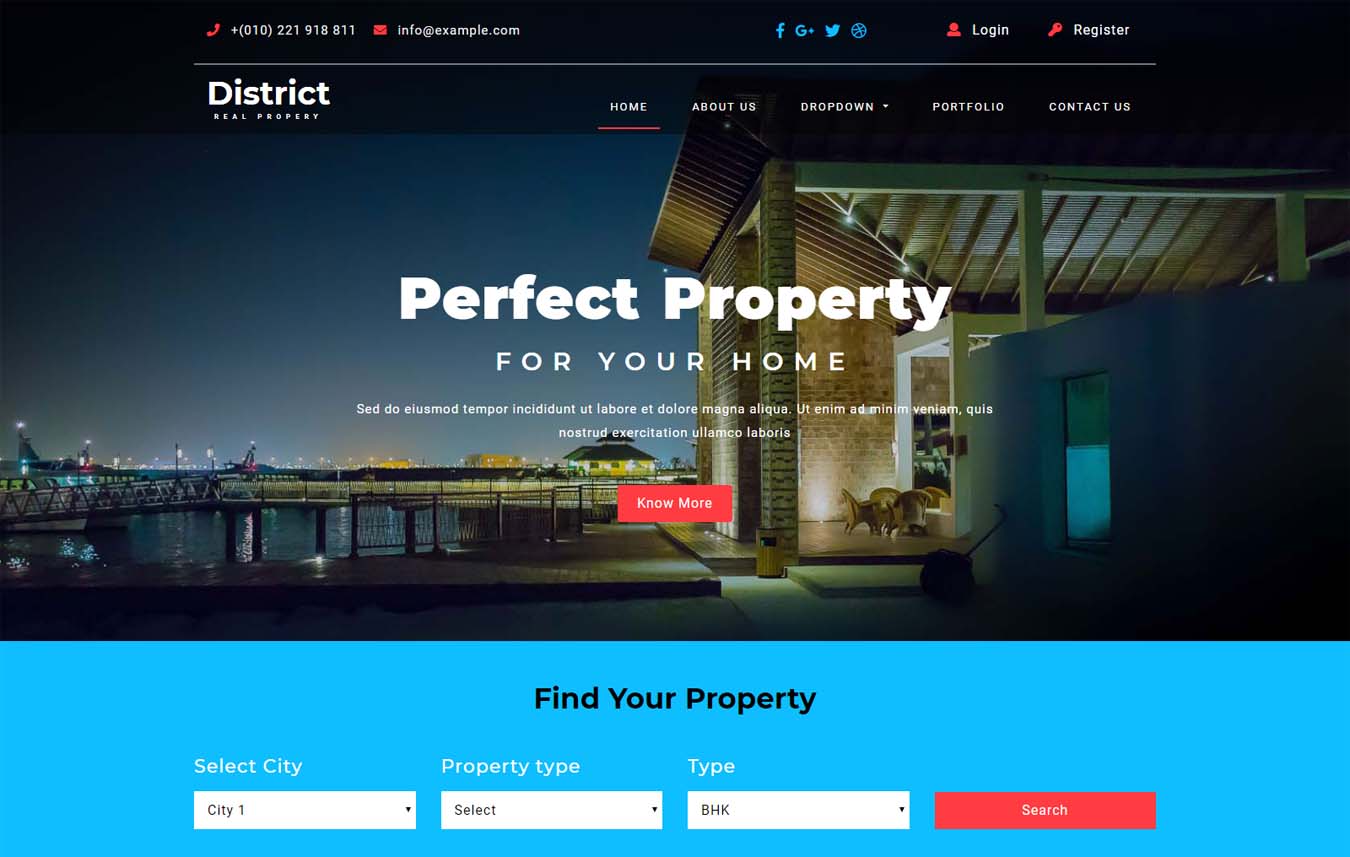 +(010) 221 918 811 info@example.com Login Register
District
REAL PROPERY
HOME ABOUT US DROPDOWN PORTFOLIO CONTACT US
Perfect Property
FOR YOUR HOME
Sed do eiusmod tempor incididunt ut labore et dolore magna aliqua. Ut enim ad minim veniam, quis
nostrud exercitation ullamco laboris
Know More
Find Your Property
Select City Property type Type
City 1 Select BHK Search